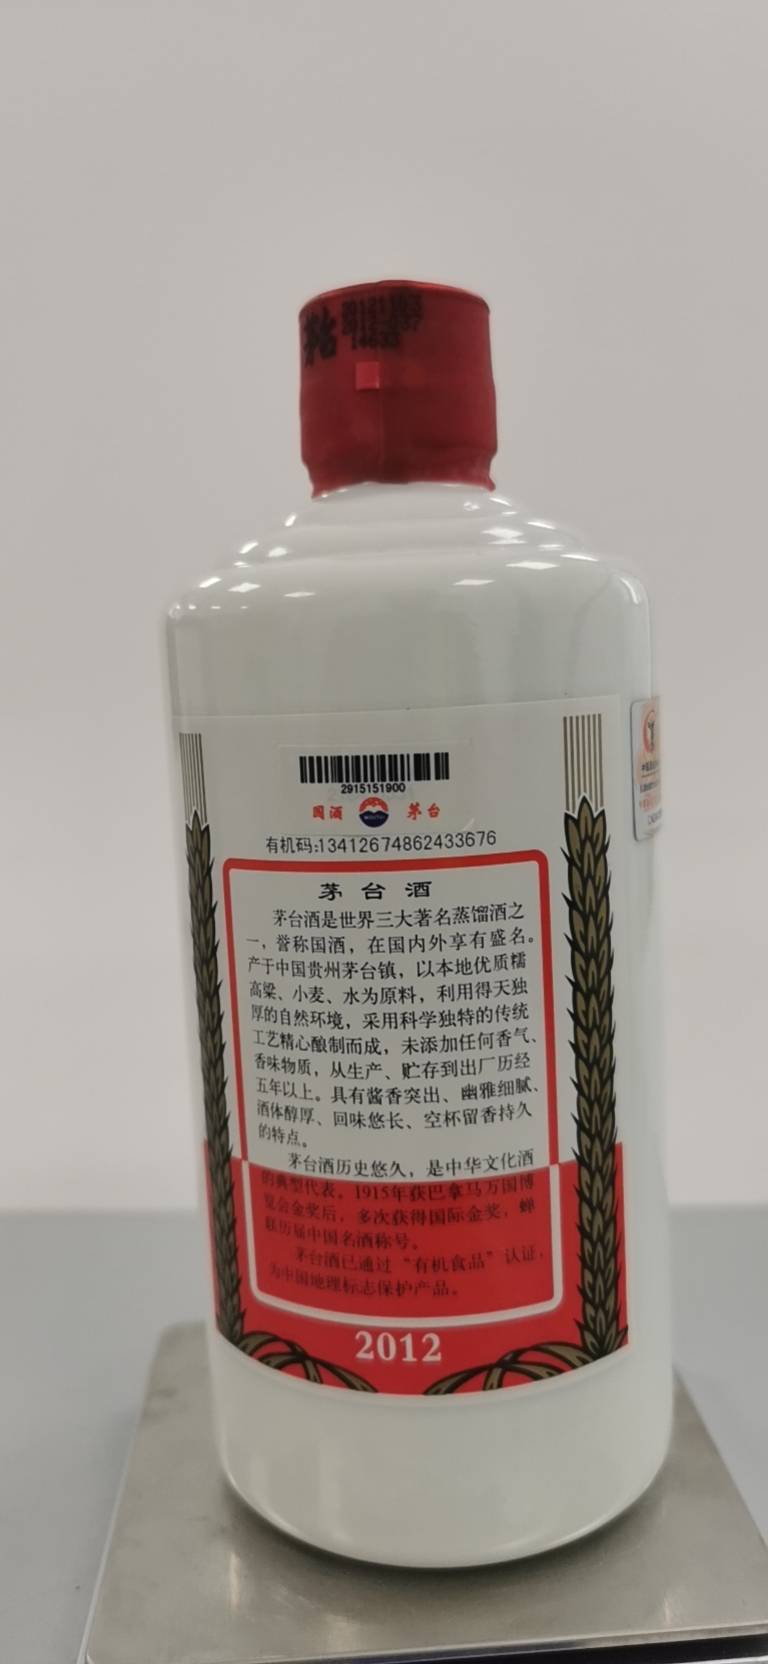 茅台
14633
2915151900
国酒
茅台
有机码:13412674862433676
茅台酒
茅台酒是世界三大著名蒸馏酒之
一，誉称国酒，在国内外享有盛名。
产于中国贵州茅台镇，以本地优质糯
高粱、小麦、水为原料，利用得天独
厚的自然环境，采用科学独特的传统
工艺精心酿制而成，未添加任何香气、
香味物质，从生产、贮存到出厂历经
五年以上。具有酱香突出、幽雅细腻、
酒体醇厚、回味悠长、空杯留香持久
的特点。
茅台酒历史悠久，是中华文化酒
的典型代表。1915年获巴拿马万国博
览会金奖后，多次获得国际金奖，蝉
联历届中国名酒称号。
茅台酒已通过“有机食品”认证，
为中国地理标志保护产品。
2012